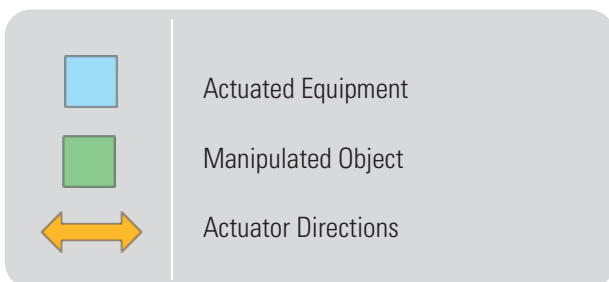 Actuated Equipment
Manipulated Object
Actuator Directions